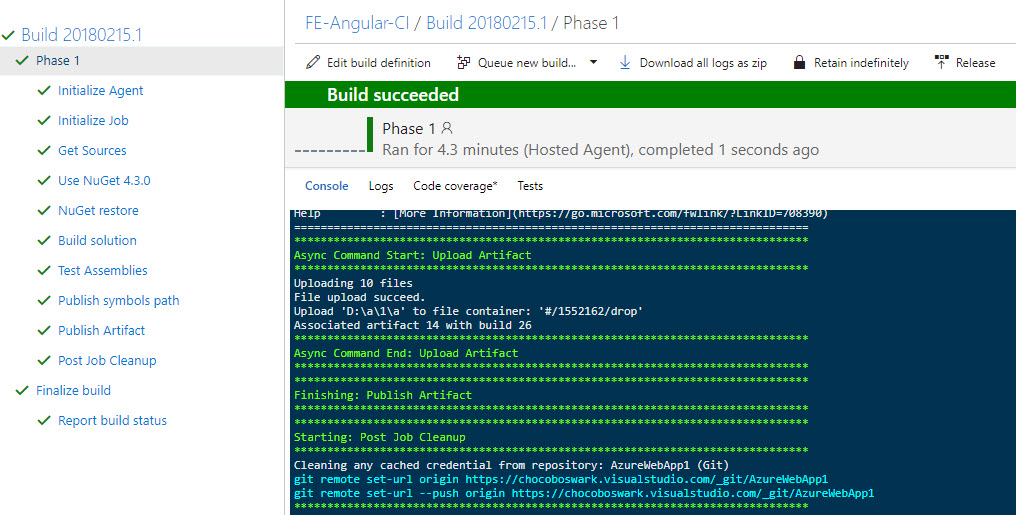 Build 20180215.1
Phase 1
Initialize Agent
Initialize Job
Get Sources
Use NuGet 4.3.0
NuGet restore
Build solution
Test Assemblies
Publish symbols path
Publish Artifact
Post Job Cleanup
Finalize build
Report build status
FE-Angular-CI / Build 20180215.1 / Phase 1
Edit build definition Queue new build... Download all logs as zip Retain indefinitely Release
Build succeeded
Phase 1
Ran for 4.3 minutes (Hosted Agent), completed 1 seconds ago
Console Logs Code coverage* Tests
Help : [More Information](https://go.microsoft.com/fwlink/?LinkID=708390)
==============================================================================
******************************************************************************
Async Command Start: Upload Artifact
******************************************************************************
Uploading 10 files
File upload succeed.
Upload 'D:\a\1\a' to file container: '#/1552162/drop'
Associated artifact 14 with build 26
******************************************************************************
Async Command End: Upload Artifact
******************************************************************************
******************************************************************************
Finishing: Publish Artifact
******************************************************************************
******************************************************************************
Starting: Post Job Cleanup
******************************************************************************
Cleaning any cached credential from repository: AzureWebApp1 (Git)
git remote set-url origin https://chocoboswark.visualstudio.com/_git/AzureWebApp1
git remote set-url --push origin https://chocoboswark.visualstudio.com/_git/AzureWebApp1
******************************************************************************